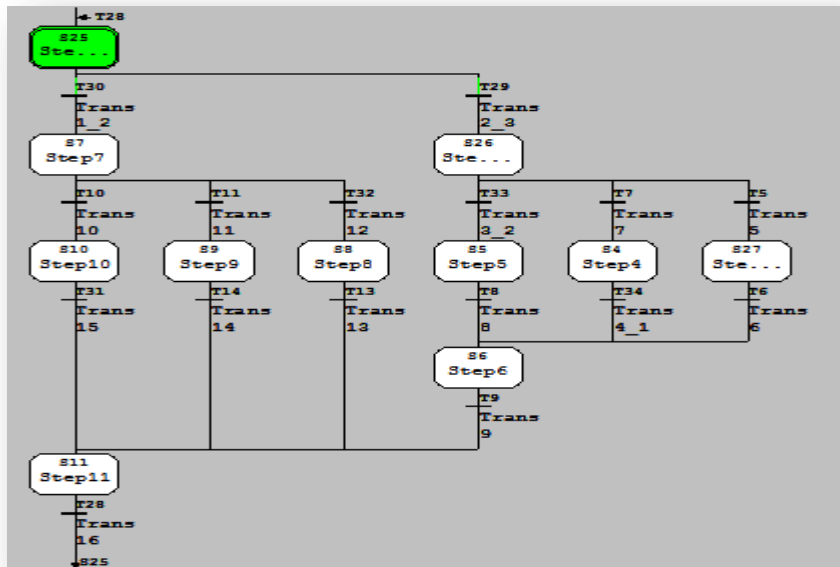 T28
S25
Ste...
T30
Trans
1_2
T29
Trans
2_3
S7
Step7
S26
Ste...
T10
Trans
10
T11
Trans
11
T32
Trans
12
T33
Trans
3_2
T7
Trans
7
T5
Trans
5
S10
Step10
S9
Step9
S8
Step8
S5
Step5
S4
Step4
S27
Ste...
T31
Trans
15
T14
Trans
14
T13
Trans
13
T8
Trans
8
T34
Trans
4_1
T6
Trans
6
S6
Step6
T9
Trans
9
S11
Step11
T28
Trans
16
S25